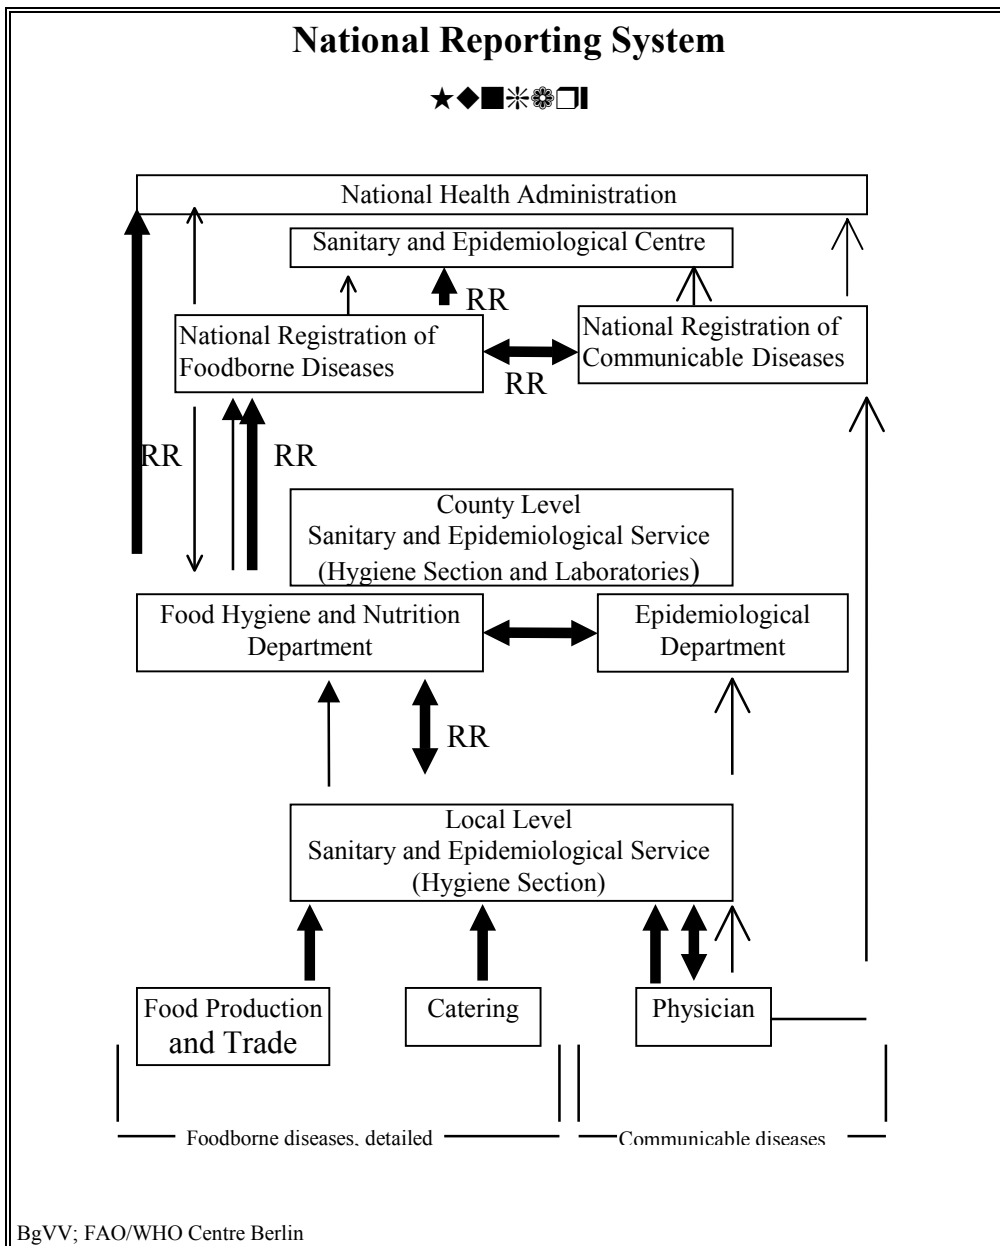 National Reporting System
★◆■❇❁❒❙
National Health Administration
Sanitary and Epidemiological Centre
RR
National Registration of
Foodborne Diseases
National Registration of
Communicable Diseases
RR
RR
RR
County Level
Sanitary and Epidemiological Service
(Hygiene Section and Laboratories)
Food Hygiene and Nutrition
Department
Epidemiological
Department
RR
Local Level
Sanitary and Epidemiological Service
(Hygiene Section)
Food Production
and Trade
Catering
Physician
Foodborne diseases, detailed
Communicable diseases
BgVV; FAO/WHO Centre Berlin